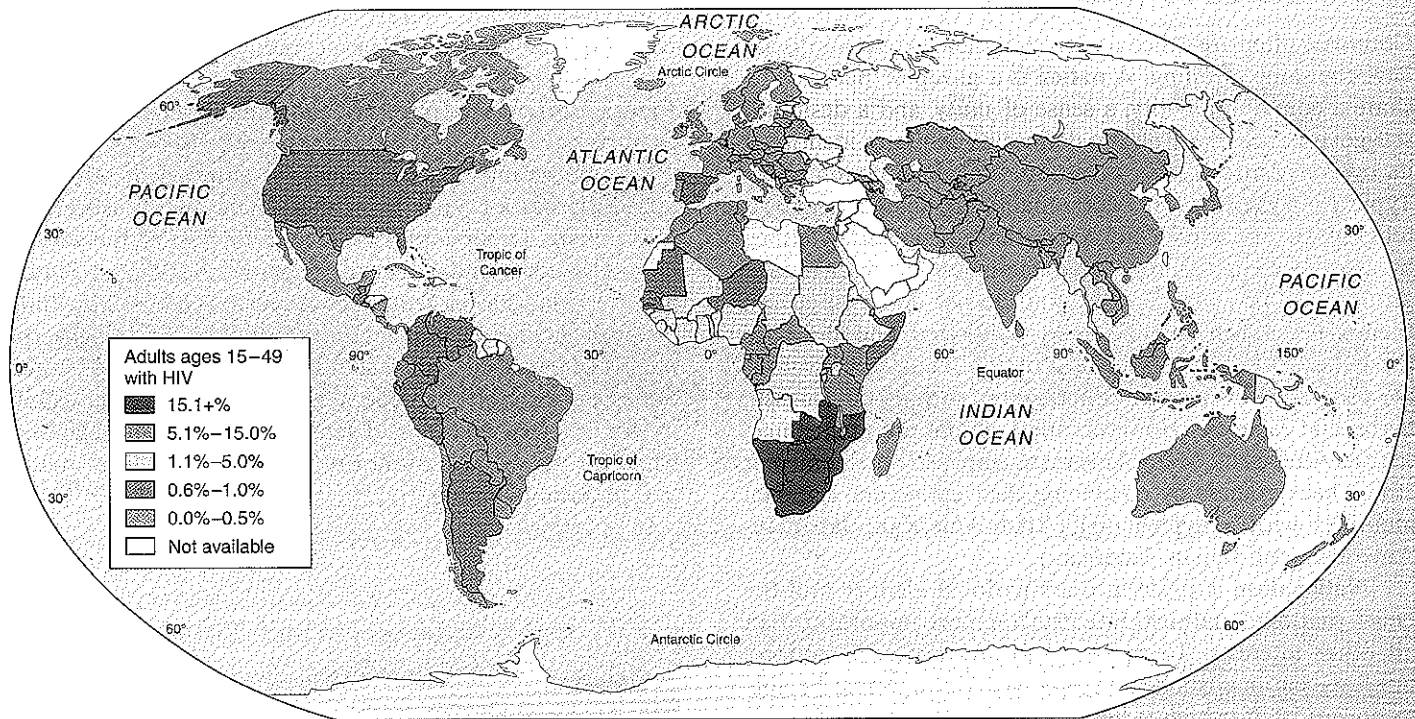 ARCTIC
OCEAN
Arctic Circle
60°
60°
ATLANTIC
OCEAN
PACIFIC
OCEAN
30°
30°
Tropic of
Cancer
PACIFIC
OCEAN
Adults ages 15–49
with HIV
15.1+%
5.1%–15.0%
1.1%–5.0%
0.6%–1.0%
0.0%–0.5%
Not available
0°
90°
30°
0°
60°
90°
150°
0°
Equator
INDIAN
OCEAN
Tropic of
Capricorn
30°
30°
60°
60°
Antarctic Circle